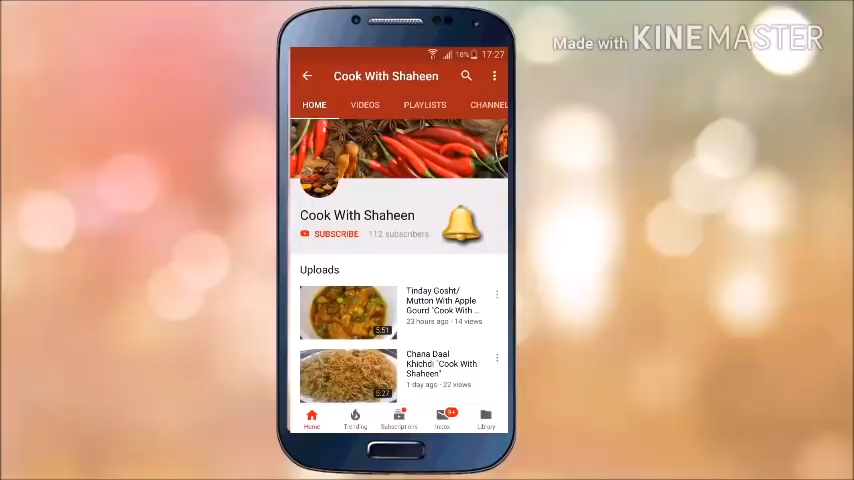 Made with KINEMASTER
18% 17:27
Cook With Shaheen
HOME VIDEOS PLAYLISTS CHANNEL
Cook With Shaheen
SUBSCRIBE 112 subscribers
Uploads
Tinday Gosht/
Mutton With Apple
Gourd "Cook With ...
23 hours ago · 14 views
5:51
Chana Daal
Khichdi "Cook With
Shaheen"
1 day ago · 22 views
5:27
9+
Home Trending Subscriptions Inbox Library